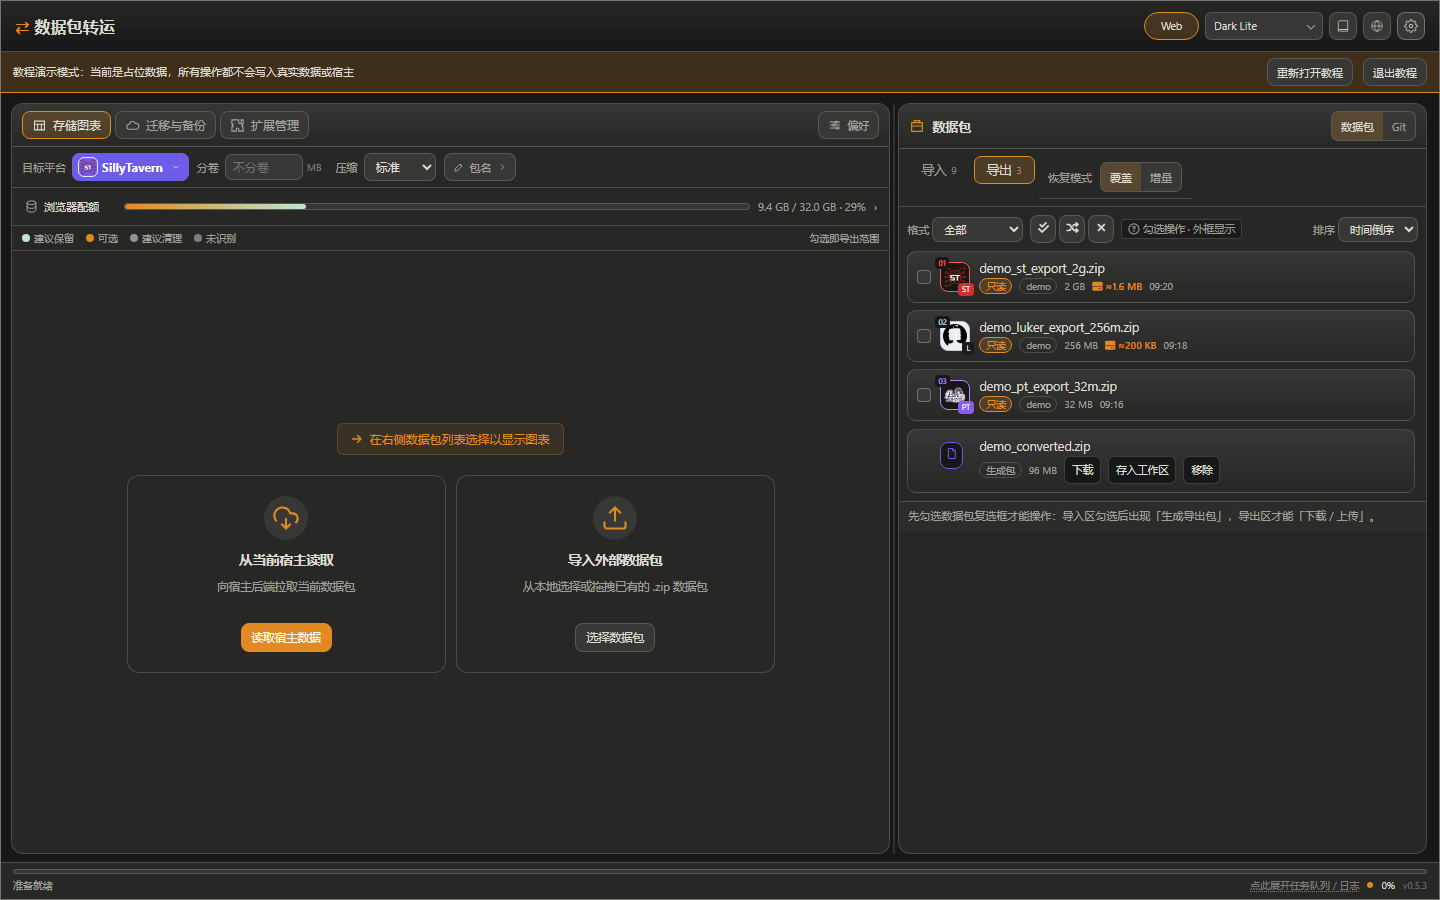 数据包转运
Web
Dark Lite
教程演示模式：当前是占位数据，所有操作都不会写入真实数据或宿主
重新打开教程
退出教程
存储图表
迁移与备份
扩展管理
偏好
目标平台
ST
SillyTavern
分卷
不分卷
MB
压缩
标准
包名
浏览器配额
9.4 GB / 32.0 GB · 29%
建议保留
可选
建议清理
未识别
勾选即导出范围
在右侧数据包列表选择以显示图表
从当前宿主读取
向宿主后端拉取当前数据包
读取宿主数据
导入外部数据包
从本地选择或拖拽已有的 .zip 数据包
选择数据包
数据包
数据包
Git
导入 9
导出 3
恢复模式
覆盖
增量
格式
全部
勾选操作 · 外框显示
排序
时间倒序
01
ST
ST
demo_st_export_2g.zip
只读
demo
2 GB
≈1.6 MB
09:20
02
L
demo_luker_export_256m.zip
只读
demo
256 MB
≈200 KB
09:18
03
PT
demo_pt_export_32m.zip
只读
demo
32 MB
09:16
demo_converted.zip
生成包
96 MB
下载
存入工作区
移除
先勾选数据包复选框才能操作：导入区勾选后出现「生成导出包」，导出区才能「下载 / 上传」。
准备就绪
点此展开任务队列 / 日志
0%
v0.5.3